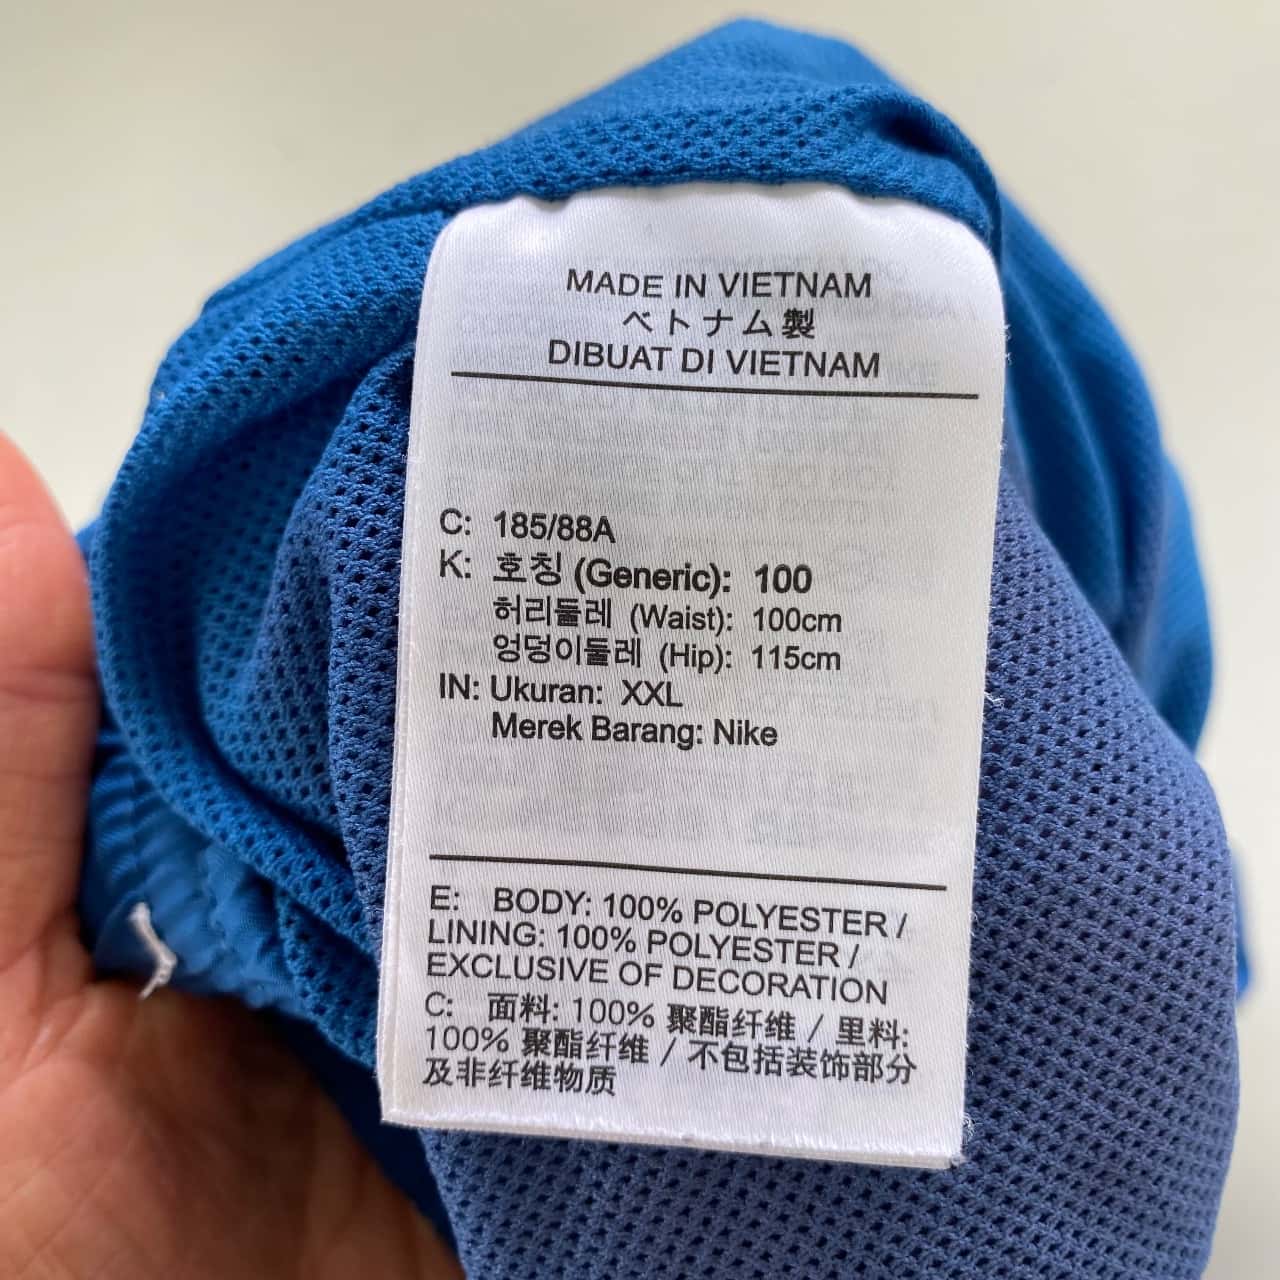 MADE IN VIETNAM
ベトナム製
DIBUAT DI VIETNAM
C: 185/88A
K: 호칭 (Generic): 100
허리둘레 (Waist): 100cm
엉덩이둘레 (Hip): 115cm
IN: Ukuran: XXL
Merek Barang: Nike
E: BODY: 100% POLYESTER /
LINING: 100% POLYESTER /
EXCLUSIVE OF DECORATION
C: 面料: 100% 聚酯纤维 / 里料:
100% 聚酯纤维 / 不包括装饰部分
及非纤维物质